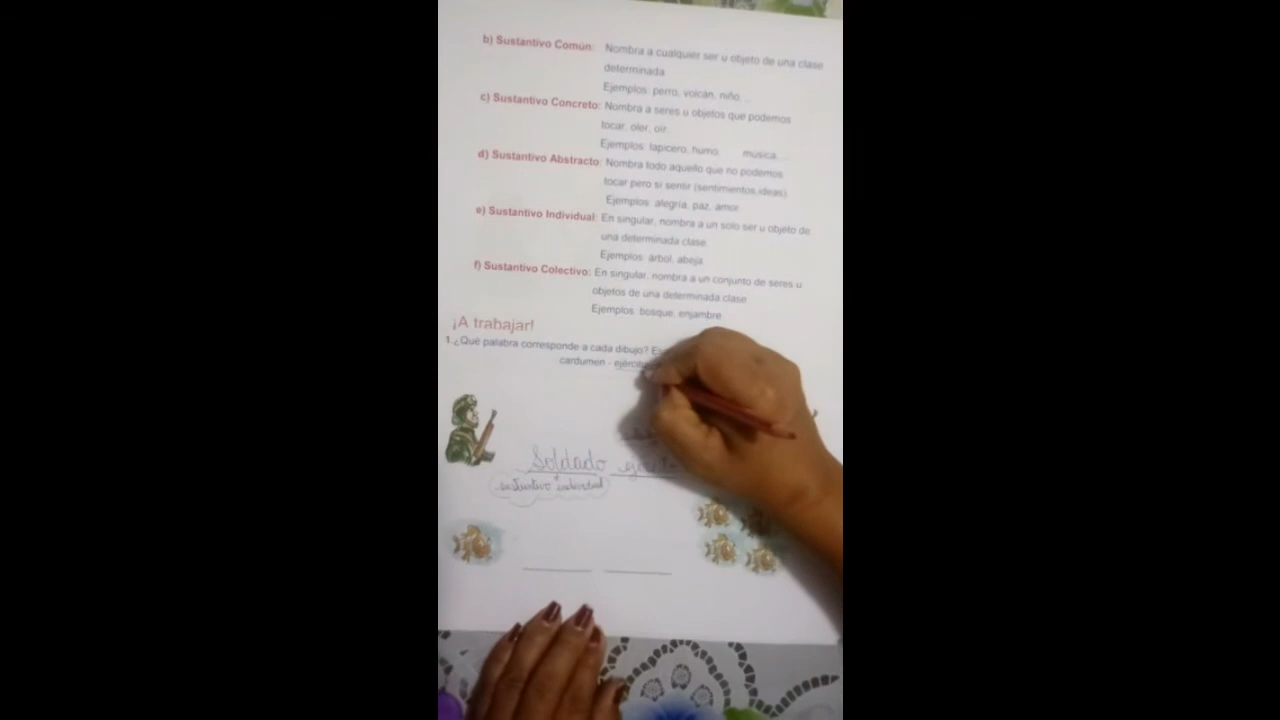 b) Sustantivo Común: Nombra a cualquier ser u objeto de una clase
determinada
Ejemplos: perro, volcán, niño...
c) Sustantivo Concreto: Nombra a seres u objetos que podemos
tocar, oler, oír.
Ejemplos: lapicero, humo, música...
d) Sustantivo Abstracto: Nombra todo aquello que no podemos
tocar pero si sentir (sentimientos,ideas).
Ejemplos: alegría, paz, amor
e) Sustantivo Individual: En singular, nombra a un solo ser u objeto de
una determinada clase.
Ejemplos: árbol, abeja
f) Sustantivo Colectivo: En singular, nombra a un conjunto de seres u
objetos de una determinada clase
Ejemplos: bosque, enjambre
¡A trabajar!
1.¿Qué palabra corresponde a cada dibujo?
cardumen -
Soldado
sustantivo individual